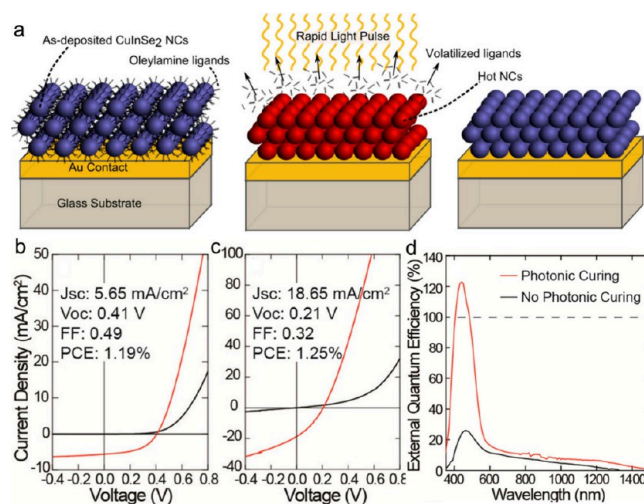 a
As-deposited CuInSe2 NCs
Oleylamine ligands
Au Contact
Glass Substrate
Rapid Light Pulse
Volatilized ligands
Hot NCs
b
Current Density (mA/cm²)
50
40
30
20
10
0
-10
Jsc: 5.65 mA/cm²
Voc: 0.41 V
FF: 0.49
PCE: 1.19%
-0.4 0.0 0.2 0.4 0.6 0.8
Voltage (V)
c
100
80
60
40
20
0
-20
-40
Jsc: 18.65 mA/cm²
Voc: 0.21 V
FF: 0.32
PCE: 1.25%
-0.4 0.0 0.2 0.4 0.6 0.8
Voltage (V)
d
External Quantum Efficiency (%)
140
120
100
80
60
40
20
0
Photonic Curing
No Photonic Curing
400 600 800 1000 1200 1400
Wavelength (nm)